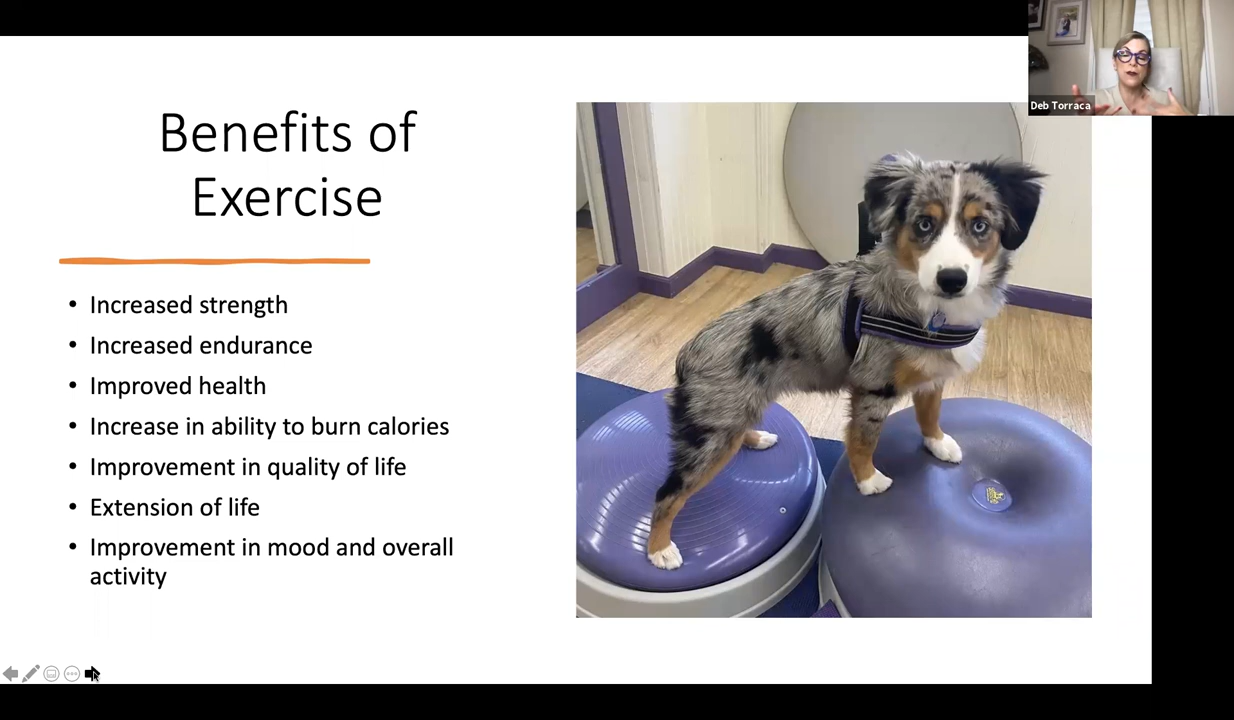 Benefits of
Exercise
• Increased strength
• Increased endurance
• Improved health
• Increase in ability to burn calories
• Improvement in quality of life
• Extension of life
• Improvement in mood and overall
activity
Deb Torraca